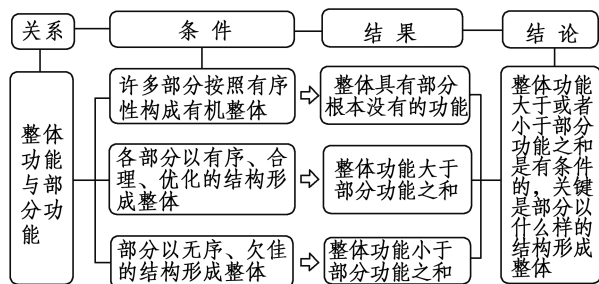 关系
条件
结果
结论
整体
功能
与部
分功
能
许多部分按照有序
性构成有机整体
整体具有部分
根本没有的功能
各部分以有序、合
理、优化的结构形
成整体
整体功能大于
部分功能之和
部分以无序、欠佳
的结构形成整体
整体功能小于
部分功能之和
整体功能
大于或者
小于部分
功能之和
是有条件
的，关键
是部分以
什么样的
结构形成
整体